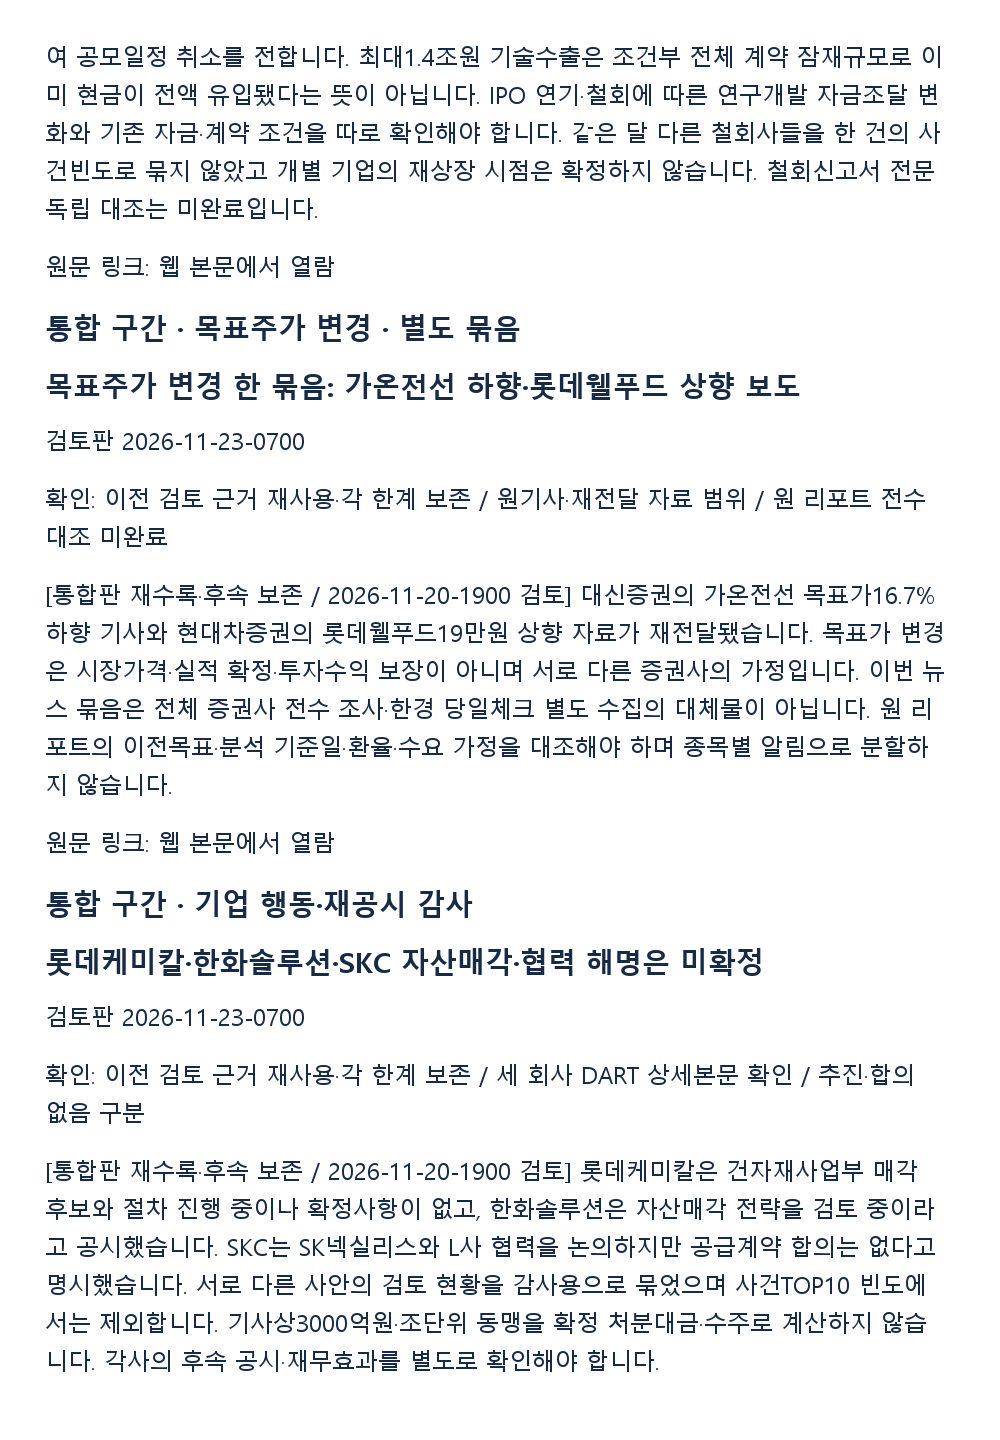 여 공모일정 취소를 전합니다. 최대1.4조원 기술수출은 조건부 전체 계약 잠재규모로 이
미 현금이 전액 유입됐다는 뜻이 아닙니다. IPO 연기·철회에 따른 연구개발 자금조달 변
화와 기존 자금·계약 조건을 따로 확인해야 합니다. 같은 달 다른 철회사들을 한 건의 사
건빈도로 묶지 않았고 개별 기업의 재상장 시점은 확정하지 않습니다. 철회신고서 전문
독립 대조는 미완료입니다.
원문 링크: 웹 본문에서 열람
통합 구간 · 목표주가 변경 · 별도 묶음
목표주가 변경 한 묶음: 가온전선 하향·롯데웰푸드 상향 보도
검토판 2026-11-23-0700
확인: 이전 검토 근거 재사용·각 한계 보존 / 원기사·재전달 자료 범위 / 원 리포트 전수
대조 미완료
[통합판 재수록·후속 보존 / 2026-11-20-1900 검토] 대신증권의 가온전선 목표가16.7%
하향 기사와 현대차증권의 롯데웰푸드19만원 상향 자료가 재전달됐습니다. 목표가 변경
은 시장가격·실적 확정·투자수익 보장이 아니며 서로 다른 증권사의 가정입니다. 이번 뉴
스 묶음은 전체 증권사 전수 조사·한경 당일체크 별도 수집의 대체물이 아닙니다. 원 리
포트의 이전목표·분석 기준일·환율·수요 가정을 대조해야 하며 종목별 알림으로 분할하
지 않습니다.
원문 링크: 웹 본문에서 열람
통합 구간 · 기업 행동·재공시 감사
롯데케미칼·한화솔루션·SKC 자산매각·협력 해명은 미확정
검토판 2026-11-23-0700
확인: 이전 검토 근거 재사용·각 한계 보존 / 세 회사 DART 상세본문 확인 / 추진·합의
없음 구분
[통합판 재수록·후속 보존 / 2026-11-20-1900 검토] 롯데케미칼은 건자재사업부 매각
후보와 절차 진행 중이나 확정사항이 없고, 한화솔루션은 자산매각 전략을 검토 중이라
고 공시했습니다. SKC는 SK넥실리스와 L사 협력을 논의하지만 공급계약 합의는 없다고
명시했습니다. 서로 다른 사안의 검토 현황을 감사용으로 묶었으며 사건TOP10 빈도에
서는 제외합니다. 기사상3000억원·조단위 동맹을 확정 처분대금·수주로 계산하지 않습
니다. 각사의 후속 공시·재무효과를 별도로 확인해야 합니다.